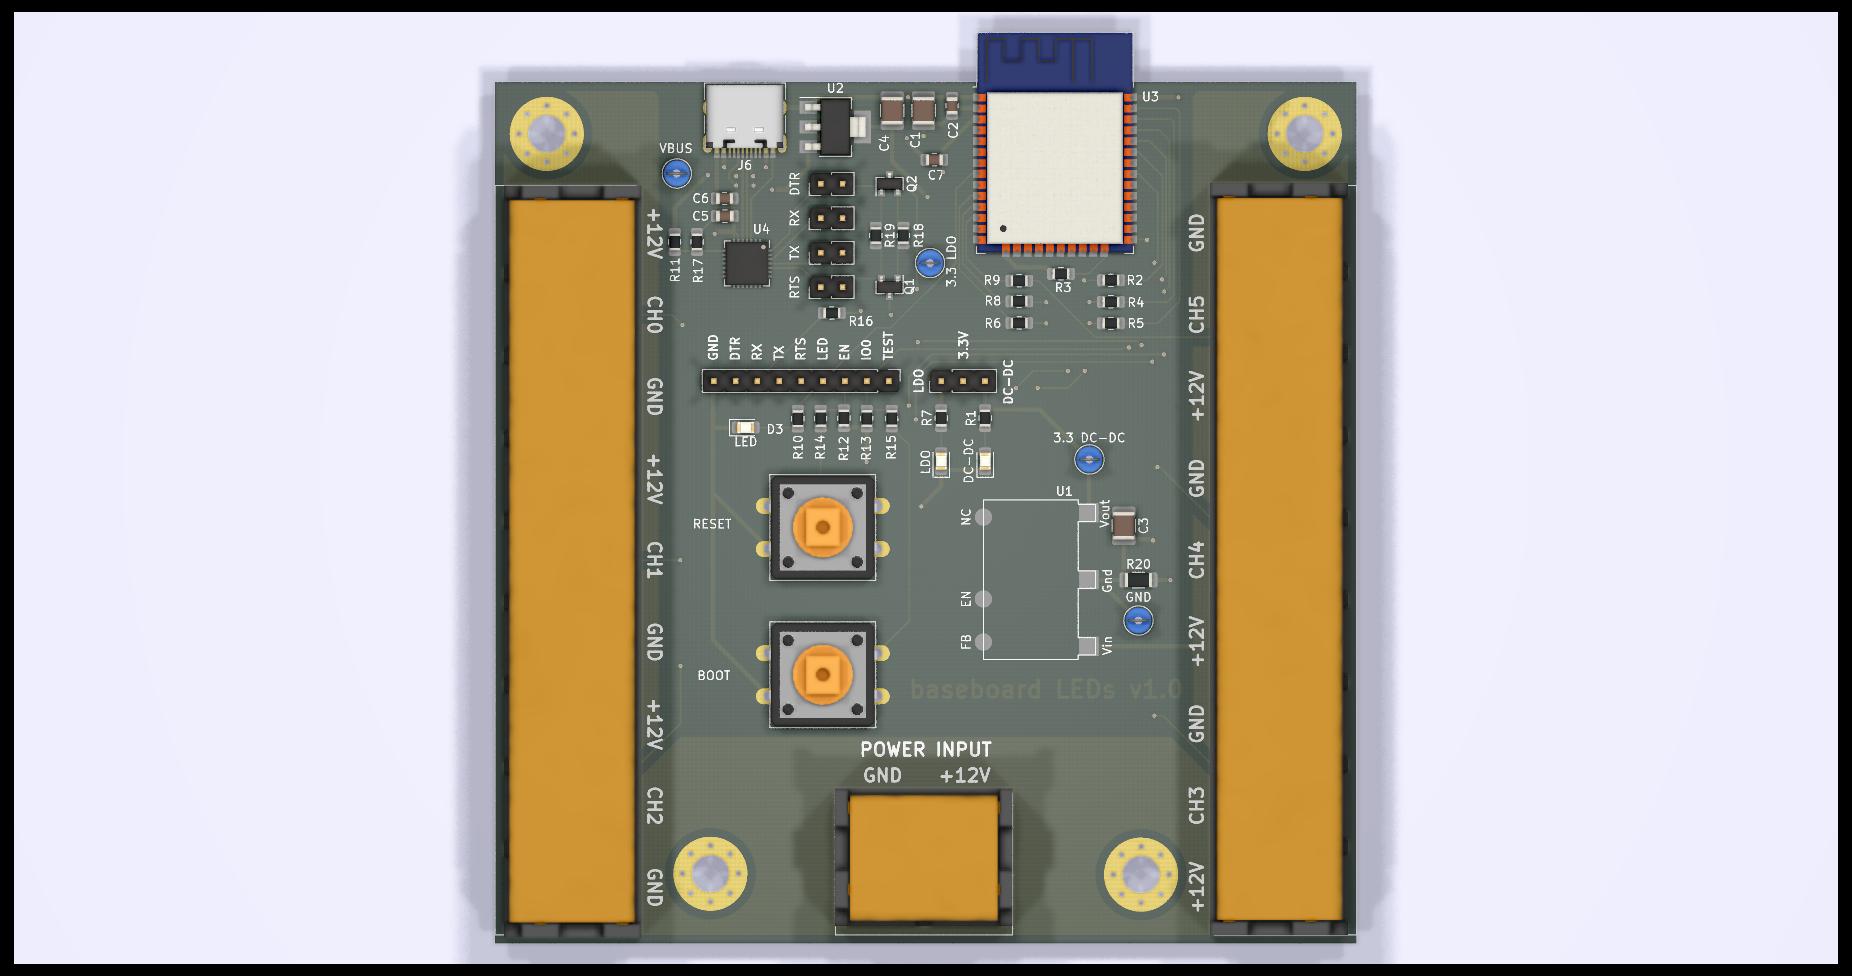 U2
U3
C4
C1
C2
VBUS
J6
C7
DTR
Q2
C6
C5
RX
U4
R19
R18
R11
R17
TX
3.3 LDO
RTS
Q1
R16
R9
R3
R2
R8
R4
R6
R5
GND
DTR
RX
TX
RTS
LED
EN
IO0
TEST
3.3V
LDO
DC-DC
D3
LED
R10
R14
R12
R13
R15
R7
R1
LDO
DC-DC
3.3 DC-DC
U1
NC
Vout
C3
RESET
R20
Gnd
GND
EN
FB
Vin
BOOT
baseboard LEDs v1.0
POWER INPUT
GND +12V
+12V
CH0
GND
+12V
CH1
GND
+12V
CH2
GND
GND
CH5
+12V
GND
CH4
+12V
GND
CH3
+12V